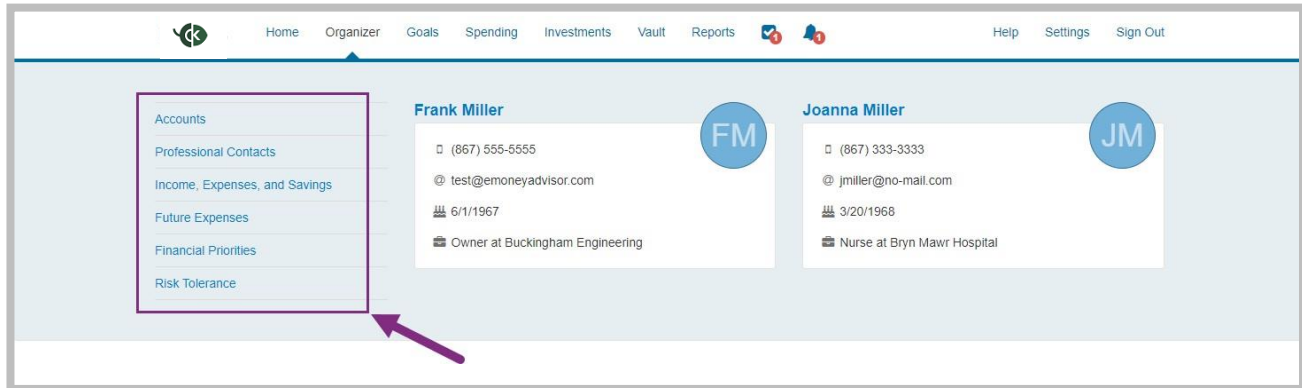 CK
Home Organizer Goals Spending Investments Vault Reports 1 1 Help Settings Sign Out
Accounts
Professional Contacts
Income, Expenses, and Savings
Future Expenses
Financial Priorities
Risk Tolerance
Frank Miller
FM
(867) 555-5555
@ test@emoneyadvisor.com
6/1/1967
Owner at Buckingham Engineering
Joanna Miller
JM
(867) 333-3333
@ jmiller@no-mail.com
3/20/1968
Nurse at Bryn Mawr Hospital